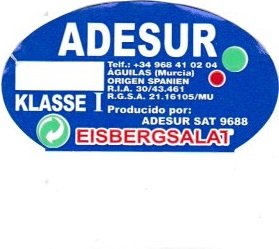 ADESUR
Telf.: +34 968 41 02 04
ÁGUILAS (Murcia)
ORIGEN SPANIEN
R.I.A. 30/43.461
R.G.S.A. 21.16105/MU
KLASSE I
Producido por:
ADESUR SAT 9688
EISBERGSALAT